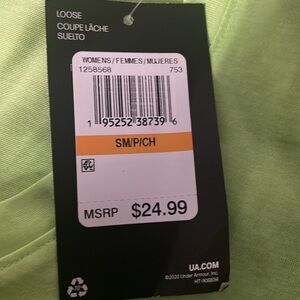 LOOSE
COUPE LÂCHE
SUELTO
WOMENS/FEMMES/MUJERES
1258568 753
1 95252 38739 6
SM/P/CH
MSRP $24.99
UA.COM
©2020 Under Armour, Inc.